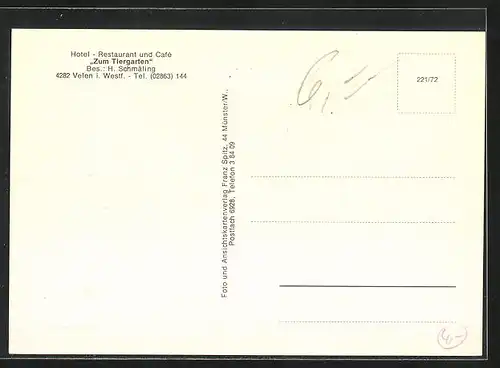 Hotel - Restaurant und Café
„Zum Tiergarten"
Bes.: H. Schmäling
4282 Velen i. Westf. - Tel. (02863) 144
221/72
Foto und Ansichtskartenverlag Franz Spitz, 44 Münster/W.,
Postfach 6928, Telefon 3 84 09